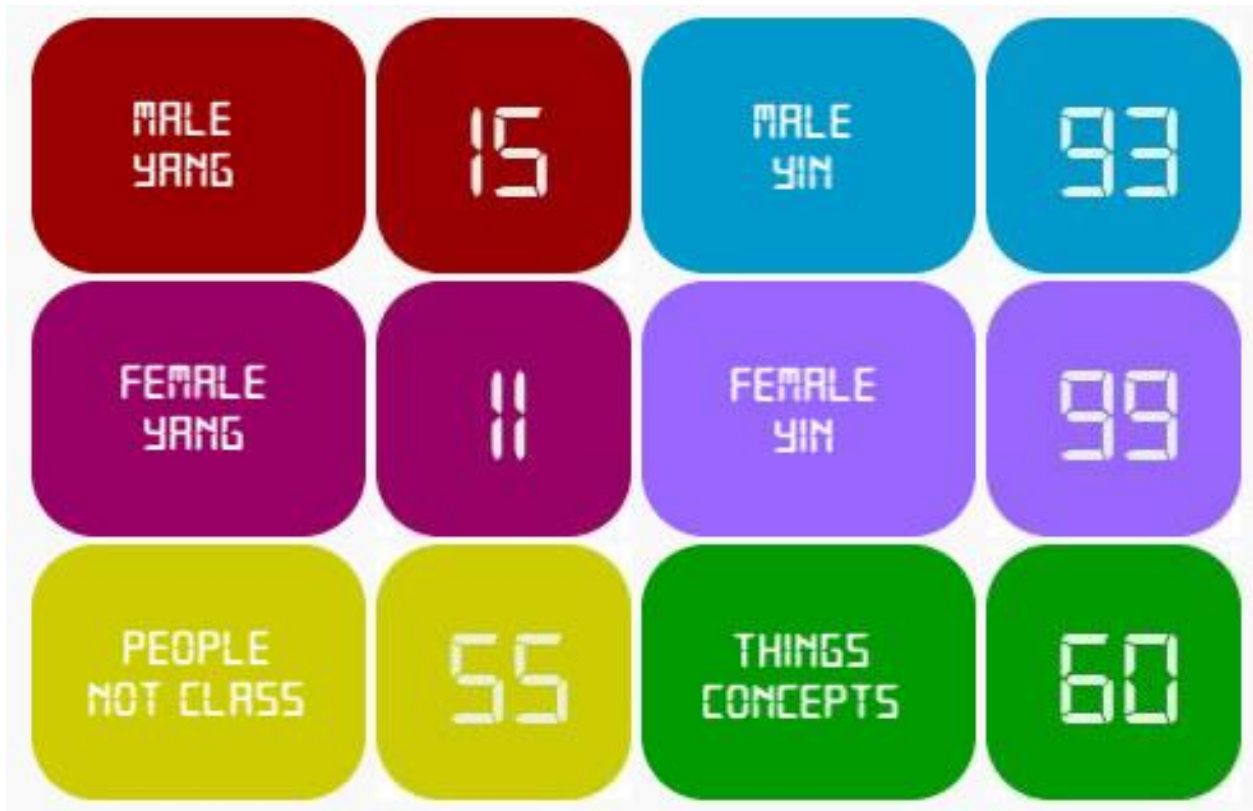 MALE
YANG
15
MALE
YIN
93
FEMALE
YANG
11
FEMALE
YIN
99
PEOPLE
NOT CLASS
55
THINGS
CONCEPTS
60